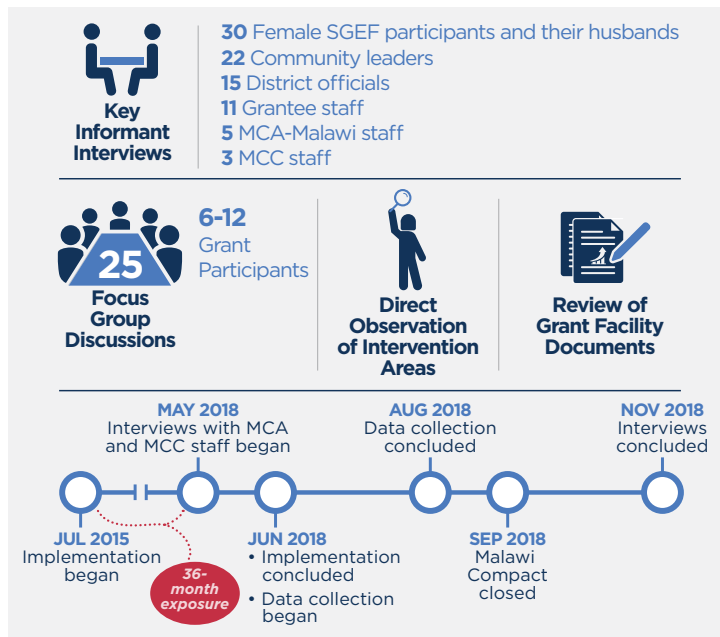 Key
Informant
Interviews
30 Female SGEF participants and their husbands
22 Community leaders
15 District officials
11 Grantee staff
5 MCA-Malawi staff
3 MCC staff
25
Focus
Group
Discussions
6-12
Grant
Participants
Direct
Observation
of Intervention
Areas
Review of
Grant Facility
Documents
MAY 2018
Interviews with MCA
and MCC staff began
AUG 2018
Data collection
concluded
NOV 2018
Interviews
concluded
JUL 2015
Implementation
began
36-
month
exposure
JUN 2018
• Implementation
concluded
• Data collection
began
SEP 2018
Malawi
Compact
closed